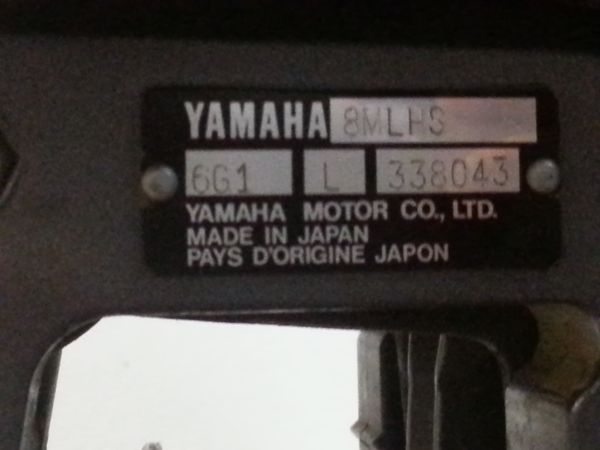 YAMAHA 8MLHS
6G1 L 338043
YAMAHA MOTOR CO., LTD.
MADE IN JAPAN
PAYS D'ORIGINE JAPON